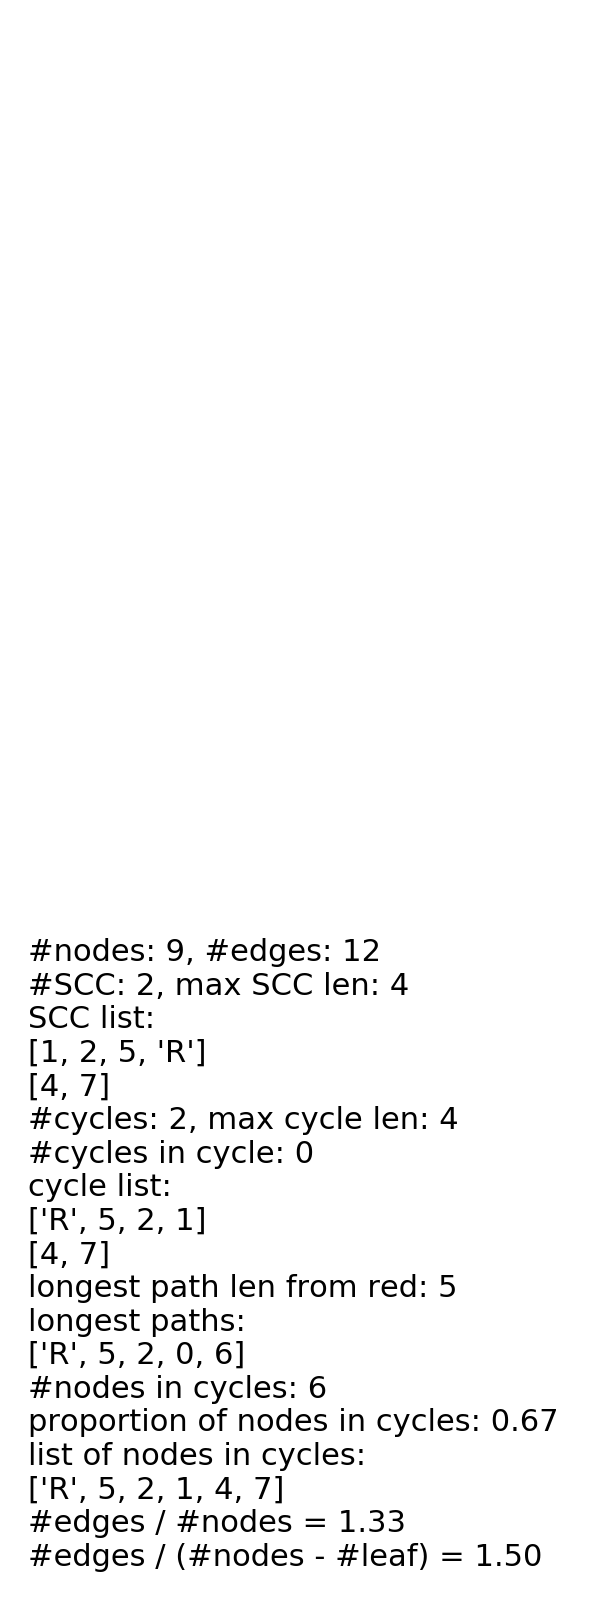 #nodes: 9, #edges: 12
#SCC: 2, max SCC len: 4
SCC list:
[1, 2, 5, 'R']
[4, 7]
#cycles: 2, max cycle len: 4
#cycles in cycle: 0
cycle list:
['R', 5, 2, 1]
[4, 7]
longest path len from red: 5
longest paths:
['R', 5, 2, 0, 6]
#nodes in cycles: 6
proportion of nodes in cycles: 0.67
list of nodes in cycles:
['R', 5, 2, 1, 4, 7]
#edges / #nodes = 1.33
#edges / (#nodes - #leaf) = 1.50